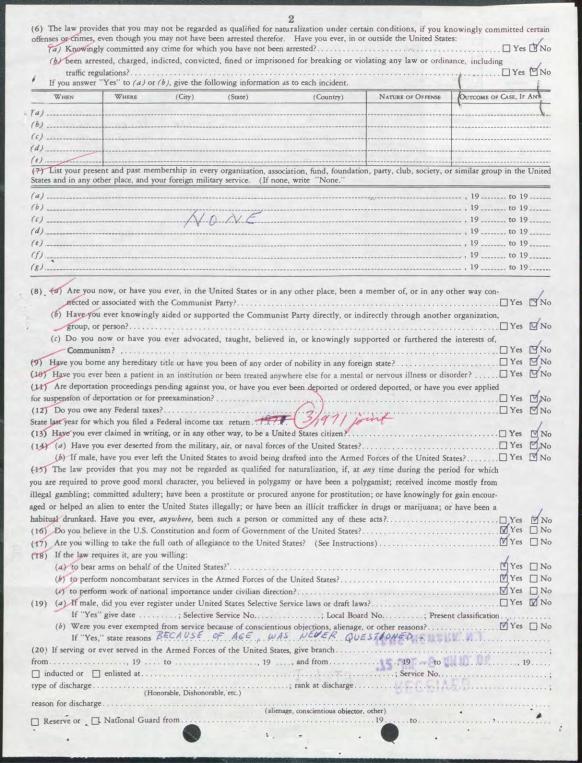 2
(6) The law provides that you may not be regarded as qualified for naturalization under certain conditions, if you knowingly committed certain
offenses or crimes, even though you may not have been arrested therefor. Have you ever, in or outside the United States:
(a) Knowingly committed any crime for which you have not been arrested? ☐ Yes ☑ No
(b) been arrested, charged, indicted, convicted, fined or imprisoned for breaking or violating any law or ordinance, including
traffic regulations? ☐ Yes ☑ No
If you answer "Yes" to (a) or (b), give the following information as to each incident.
WHEN WHERE (City) (State) (Country) NATURE OF OFFENSE OUTCOME OF CASE, IF ANY
(a)
(b)
(c)
(d)
(e)
(7) List your present and past membership in every organization, association, fund, foundation, party, club, society, or similar group in the United
States and in any other place, and your foreign military service. (If none, write "None."
(a) , 19 to 19
(b) , 19 to 19
(c) NONE , 19 to 19
(d) , 19 to 19
(e) , 19 to 19
(f) , 19 to 19
(g) , 19 to 19
(8) (a) Are you now, or have you ever, in the United States or in any other place, been a member of, or in any other way con-
nected or associated with the Communist Party? ☐ Yes ☑ No
(b) Have you ever knowingly aided or supported the Communist Party directly, or indirectly through another organization,
group, or person? ☐ Yes ☑ No
(c) Do you now or have you ever advocated, taught, believed in, or knowingly supported or furthered the interests of,
Communism? ☐ Yes ☑ No
(9) Have you borne any hereditary title or have you been of any order of nobility in any foreign state? ☐ Yes ☑ No
(10) Have you ever been a patient in an institution or been treated anywhere else for a mental or nervous illness or disorder? ☐ Yes ☑ No
(11) Are deportation proceedings pending against you, or have you ever been deported or ordered deported, or have you ever applied
for suspension of deportation or for preexamination? ☐ Yes ☑ No
(12) Do you owe any Federal taxes? ☐ Yes ☑ No
State last year for which you filed a Federal income tax return 3 1971 joint
(13) Have you ever claimed in writing, or in any other way, to be a United States citizen? ☐ Yes ☑ No
(14) (a) Have you ever deserted from the military, air, or naval forces of the United States? ☐ Yes ☑ No
(b) If male, have you ever left the United States to avoid being drafted into the Armed Forces of the United States? ☐ Yes ☑ No
(15) The law provides that you may not be regarded as qualified for naturalization, if, at any time during the period for which
you are required to prove good moral character, you believed in polygamy or have been a polygamist; received income mostly from
illegal gambling; committed adultery; have been a prostitute or procured anyone for prostitution; or have knowingly for gain encour-
aged or helped an alien to enter the United States illegally; or have been an illicit trafficker in drugs or marijuana; or have been a
habitual drunkard. Have you ever, anywhere, been such a person or committed any of these acts? ☐ Yes ☑ No
(16) Do you believe in the U.S. Constitution and form of Government of the United States? ☑ Yes ☐ No
(17) Are you willing to take the full oath of allegiance to the United States? (See Instructions) ☑ Yes ☐ No
(18) If the law requires it, are you willing:
(a) to bear arms on behalf of the United States? ☑ Yes ☐ No
(b) to perform noncombatant services in the Armed Forces of the United States? ☑ Yes ☐ No
(c) to perform work of national importance under civilian direction? ☑ Yes ☐ No
(19) (a) If male, did you ever register under United States Selective Service laws or draft laws? ☐ Yes ☑ No
If "Yes" give date ; Selective Service No. ; Local Board No. ; Present classification
(b) Were you ever exempted from service because of conscientious objections, alienage, or other reasons? ☑ Yes ☐ No
If "Yes," state reasons BECAUSE OF AGE, WAS NEVER QUESTIONED
(20) If serving or ever served in the Armed Forces of the United States, give branch
from , 19 to , 19 , and from , 19 to , 19
☐ inducted or ☐ enlisted at ; Service No.
type of discharge ; rank at discharge
(Honorable, Dishonorable, etc.)
reason for discharge
(alienage, conscientious objector, other)
☐ Reserve or ☐ National Guard from 19 to
RECEIVED